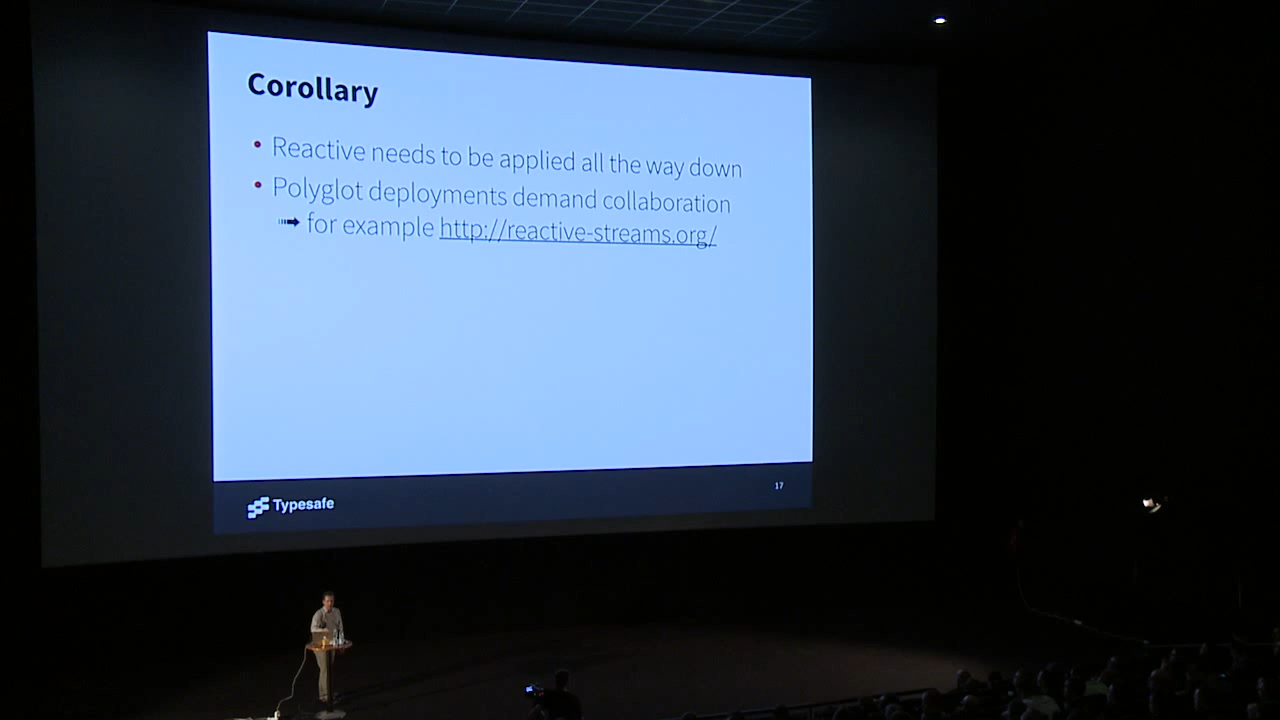 Corollary
• Reactive needs to be applied all the way down
• Polyglot deployments demand collaboration
➟ for example http://reactive-streams.org/
Typesafe
17